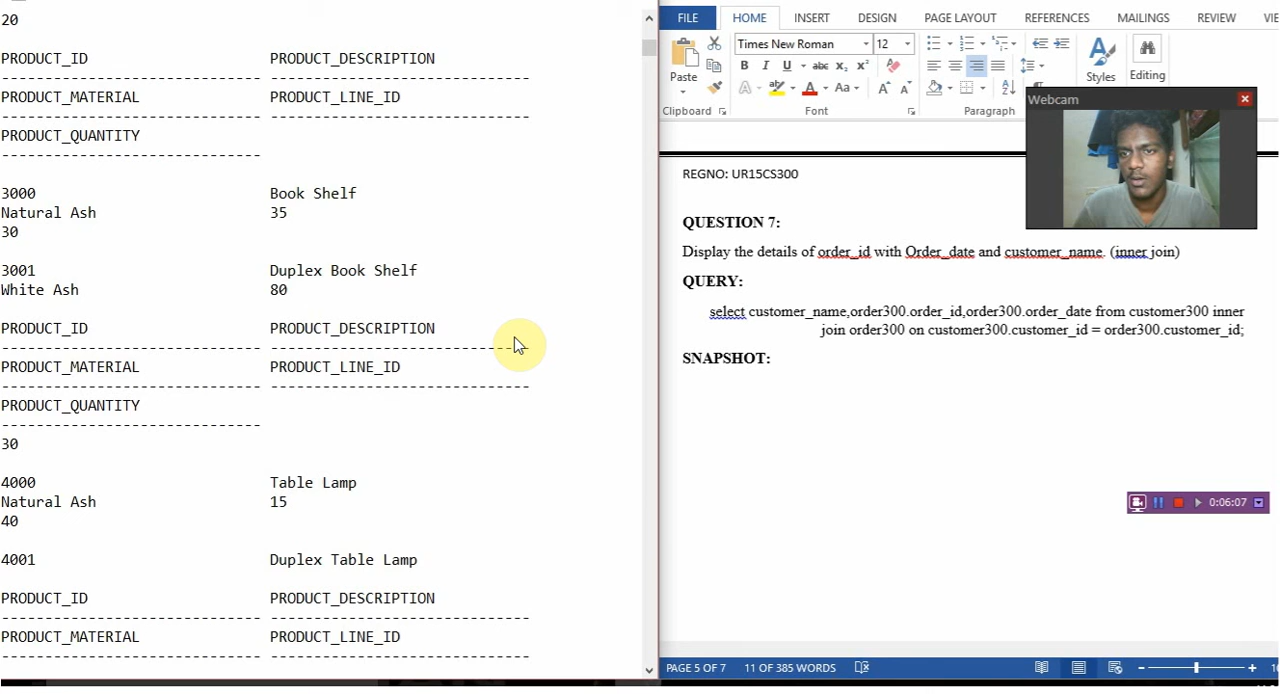 20
PRODUCT_ID PRODUCT_DESCRIPTION
------------------------------ ------------------------------
PRODUCT_MATERIAL PRODUCT_LINE_ID
------------------------------ ------------------------------
PRODUCT_QUANTITY
------------------------------
3000 Book Shelf
Natural Ash 35
30
3001 Duplex Book Shelf
White Ash 80
PRODUCT_ID PRODUCT_DESCRIPTION
------------------------------ ------------------------------
PRODUCT_MATERIAL PRODUCT_LINE_ID
------------------------------ ------------------------------
PRODUCT_QUANTITY
------------------------------
30
4000 Table Lamp
Natural Ash 15
40
4001 Duplex Table Lamp
PRODUCT_ID PRODUCT_DESCRIPTION
------------------------------ ------------------------------
PRODUCT_MATERIAL PRODUCT_LINE_ID
------------------------------ ------------------------------
FILE HOME INSERT DESIGN PAGE LAYOUT REFERENCES MAILINGS REVIEW VIE
Times New Roman 12
Paste
Styles
Editing
Clipboard Font Paragraph
Webcam
REGNO: UR15CS300
QUESTION 7:
Display the details of order_id with Order_date and customer_name. (inner join)
QUERY:
select customer_name,order300.order_id,order300.order_date from customer300 inner
join order300 on customer300.customer_id = order300.customer_id;
SNAPSHOT:
0:06:07
PAGE 5 OF 7 11 OF 385 WORDS